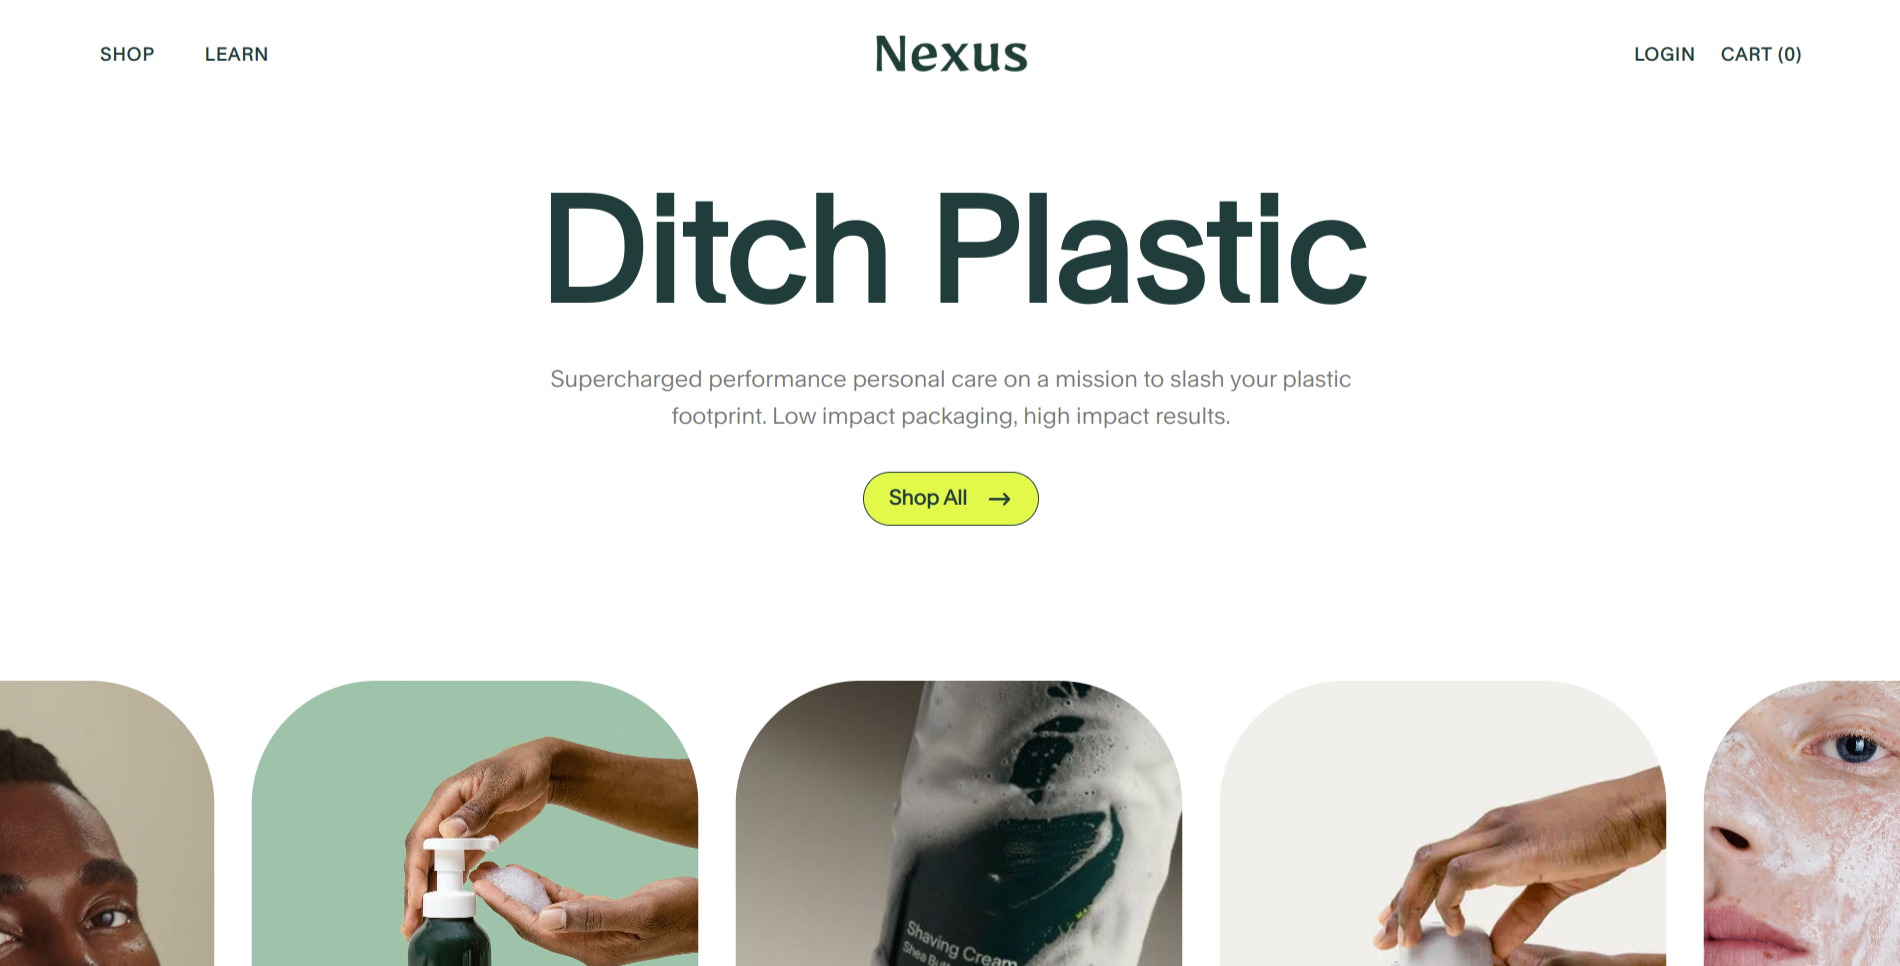 SHOP
LEARN
Nexus
LOGIN
CART (0)
Ditch Plastic
Supercharged performance personal care on a mission to slash your plastic
footprint. Low impact packaging, high impact results.
Shop All
Shaving Cream
Shea